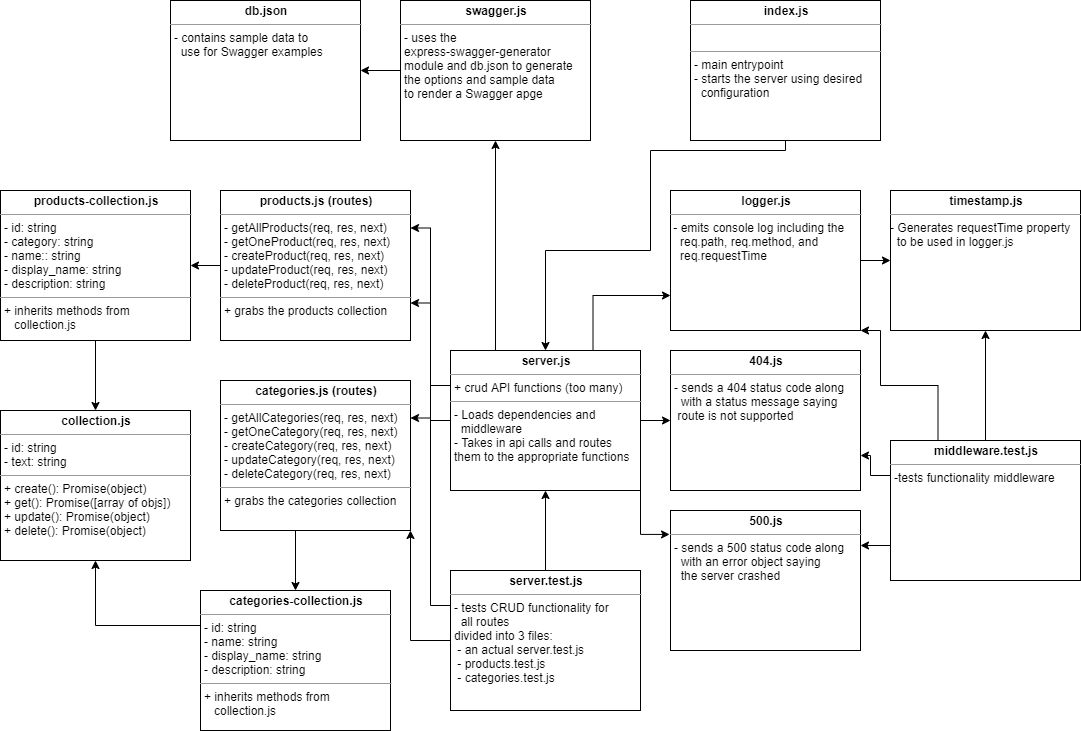 db.json
- contains sample data to
use for Swagger examples
swagger.js
- uses the
express-swagger-generator
module and db.json to generate
the options and sample data
to render a Swagger apge
index.js
- main entrypoint
- starts the server using desired
configuration
products-collection.js
- id: string
- category: string
- name:: string
- display_name: string
- description: string
+ inherits methods from
collection.js
products.js (routes)
- getAllProducts(req, res, next)
- getOneProduct(req, res, next)
- createProduct(req, res, next)
- updateProduct(req, res, next)
- deleteProduct(req, res, next)
+ grabs the products collection
logger.js
- emits console log including the
req.path, req.method, and
req.requestTime
timestamp.js
- Generates requestTime property
to be used in logger.js
server.js
+ crud API functions (too many)
- Loads dependencies and
middleware
- Takes in api calls and routes
them to the appropriate functions
404.js
- sends a 404 status code along
with a status message saying
route is not supported
categories.js (routes)
- getAllCategories(req, res, next)
- getOneCategory(req, res, next)
- createCategory(req, res, next)
- updateCategory(req, res, next)
- deleteCategory(req, res, next)
+ grabs the categories collection
collection.js
- id: string
- text: string
+ create(): Promise(object)
+ get(): Promise([array of objs])
+ update(): Promise(object)
+ delete(): Promise(object)
middleware.test.js
-tests functionality middleware
500.js
- sends a 500 status code along
with an error object saying
the server crashed
server.test.js
- tests CRUD functionality for
all routes
divided into 3 files:
- an actual server.test.js
- products.test.js
- categories.test.js
categories-collection.js
- id: string
- name: string
- display_name: string
- description: string
+ inherits methods from
collection.js